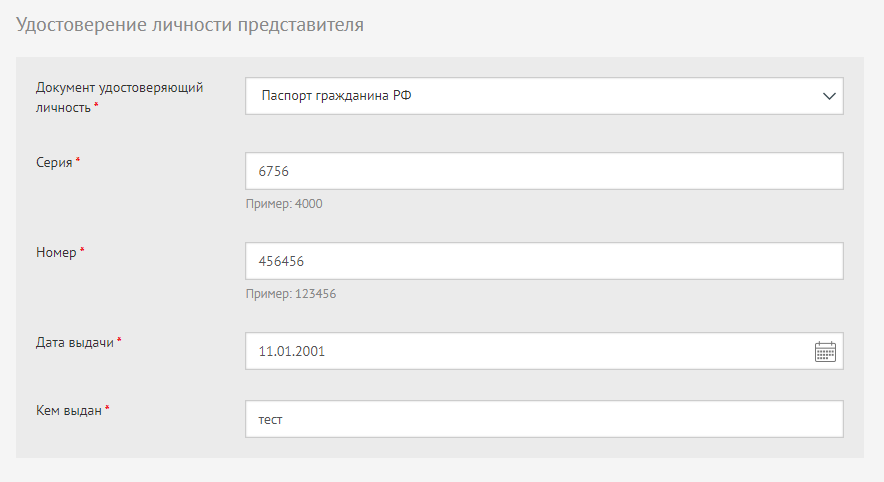 Удостоверение личности представителя
Документ удостоверяющий
личность *
Паспорт гражданина РФ
Серия *
6756
Пример: 4000
Номер *
456456
Пример: 123456
Дата выдачи *
11.01.2001
Кем выдан *
тест